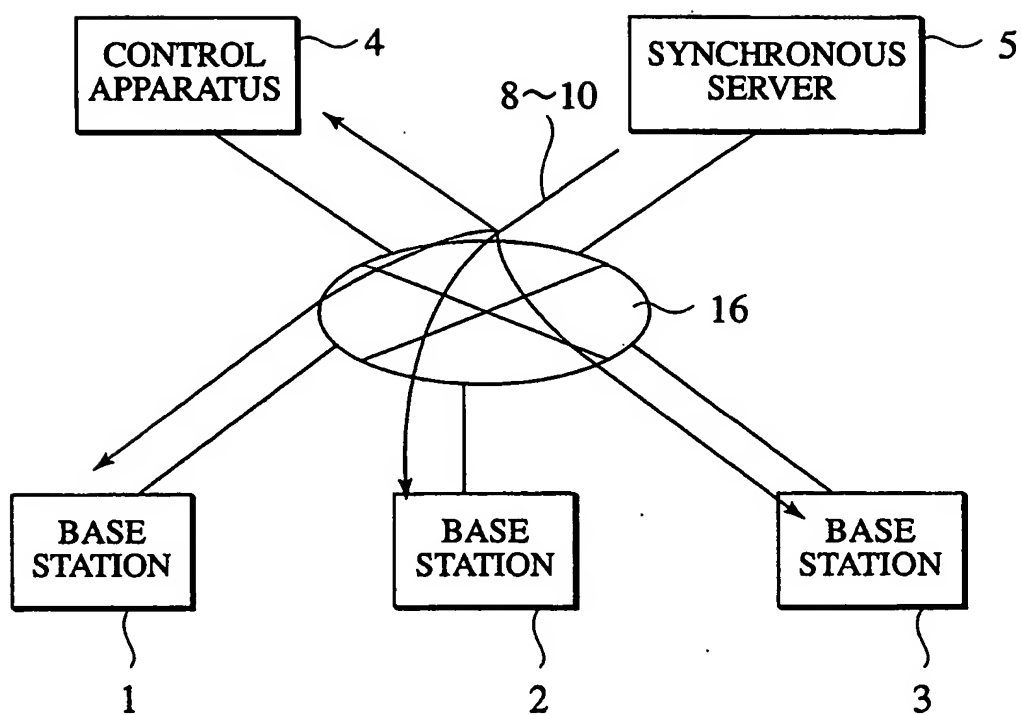 CONTROL
APPARATUS
4
SYNCHRONOUS
SERVER
5
8~10
16
BASE
STATION
BASE
STATION
BASE
STATION
1
2
3